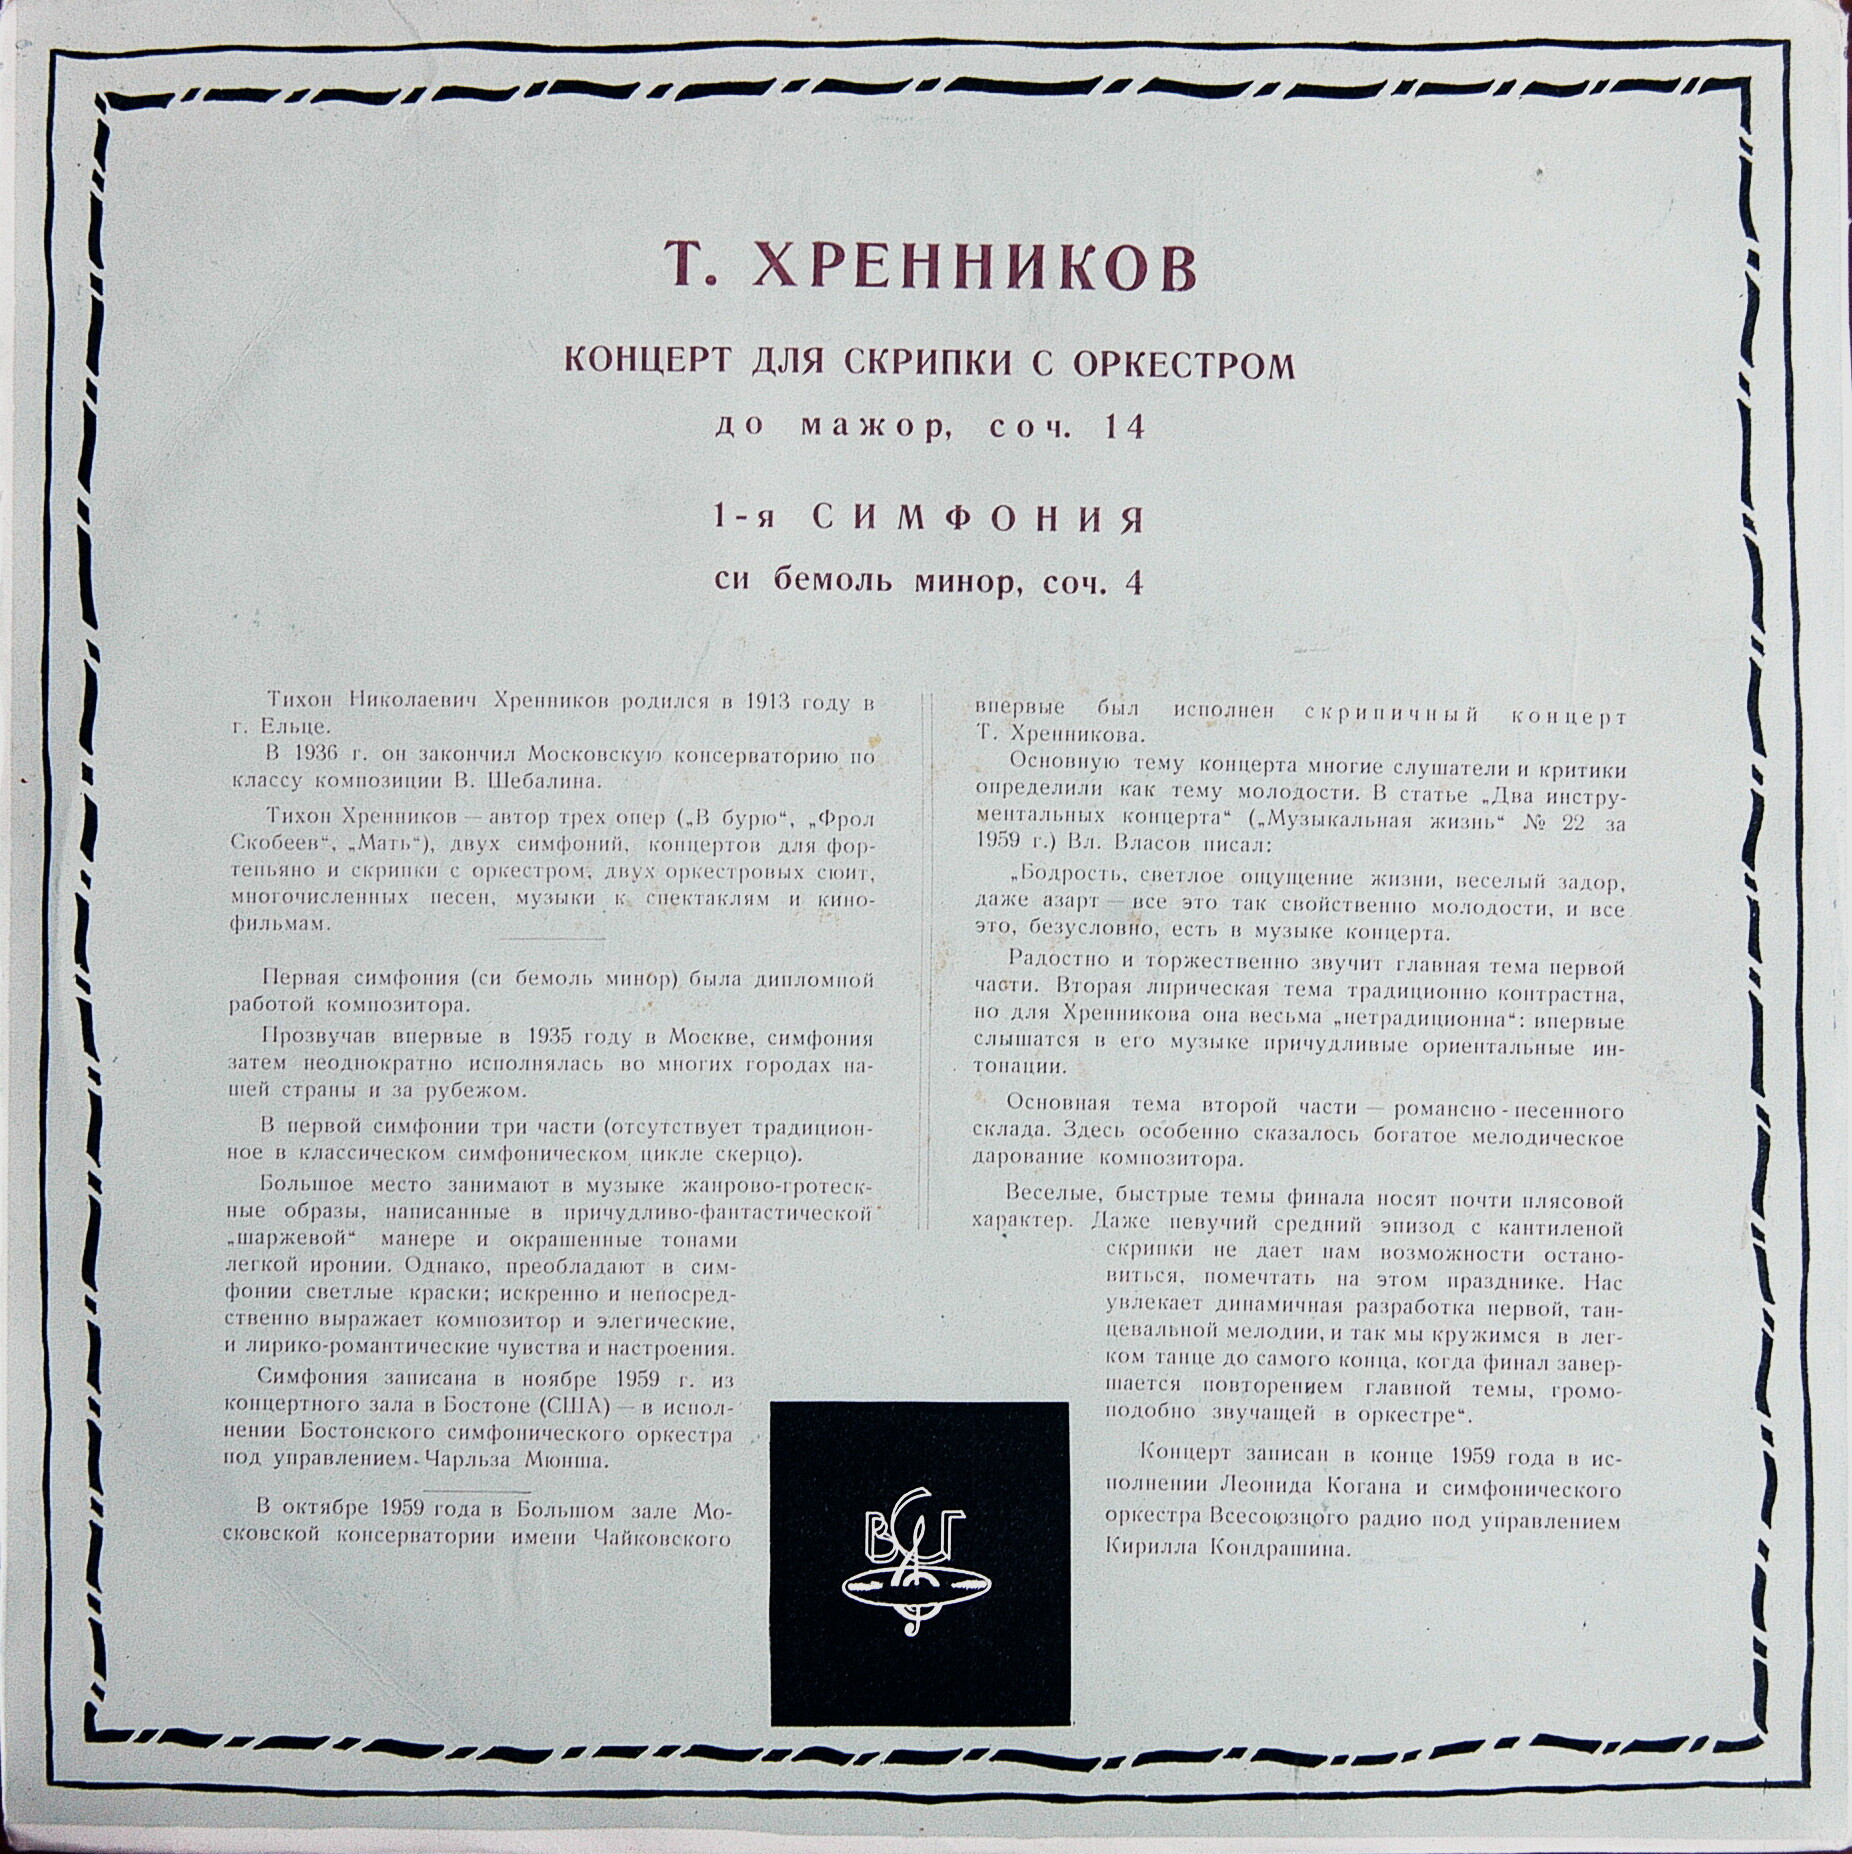 Т. ХРЕННИКОВ
КОНЦЕРТ ДЛЯ СКРИПКИ С ОРКЕСТРОМ
до мажор, соч. 14
1-я СИМФОНИЯ
си бемоль минор, соч. 4
Тихон Николаевич Хренников родился в 1913 году в
г. Ельце.
В 1936 г. он закончил Московскую консерваторию по
классу композиции В. Шебалина.
Тихон Хренников — автор трех опер („В бурю“, „Фрол
Скобеев“, „Мать“), двух симфоний, концертов для фор-
тепьяно и скрипки с оркестром, двух оркестровых сюит,
многочисленных песен, музыки к спектаклям и кино-
фильмам.
Первая симфония (си бемоль минор) была дипломной
работой композитора.
Прозвучав впервые в 1935 году в Москве, симфония
затем неоднократно исполнялась во многих городах на-
шей страны и за рубежом.
В первой симфонии три части (отсутствует традицион-
ное в классическом симфоническом цикле скерцо).
Большое место занимают в музыке жанрово-гротеск-
ные образы, написанные в причудливо-фантастической
„шаржевой“ манере и окрашенные тонами
легкой иронии. Однако, преобладают в сим-
фонии светлые краски; искренно и непосред-
ственно выражает композитор и элегические,
и лирико-романтические чувства и настроения.
Симфония записана в ноябре 1959 г. из
концертного зала в Бостоне (США) — в испол-
нении Бостонского симфонического оркестра
под управлением Чарльза Мюнша.
В октябре 1959 года в Большом зале Мо-
сковской консерватории имени Чайковского
впервые был исполнен скрипичный концерт
Т. Хренникова.
Основную тему концерта многие слушатели и критики
определили как тему молодости. В статье „Два инстру-
ментальных концерта“ („Музыкальная жизнь“ № 22 за
1959 г.) Вл. Власов писал:
„Бодрость, светлое ощущение жизни, веселый задор,
даже азарт — все это так свойственно молодости, и все
это, безусловно, есть в музыке концерта.
Радостно и торжественно звучит главная тема первой
части. Вторая лирическая тема традиционно контрастна,
но для Хренникова она весьма „нетрадиционна“: впервые
слышатся в его музыке причудливые ориентальные ин-
тонации.
Основная тема второй части — романсно-песенного
склада. Здесь особенно сказалось богатое мелодическое
дарование композитора.
Веселые, быстрые темы финала носят почти плясовой
характер. Даже певучий средний эпизод с кантиленой
скрипки не дает нам возможности остано-
виться, помечтать на этом празднике. Нас
увлекает динамичная разработка первой, тан-
цевальной мелодии, и так мы кружимся в лег-
ком танце до самого конца, когда финал завер-
шается повторением главной темы, громо-
подобно звучащей в оркестре“.
Концерт записан в конце 1959 года в ис-
полнении Леонида Когана и симфонического
оркестра Всесоюзного радио под управлением
Кирилла Кондрашина.
ВСГ